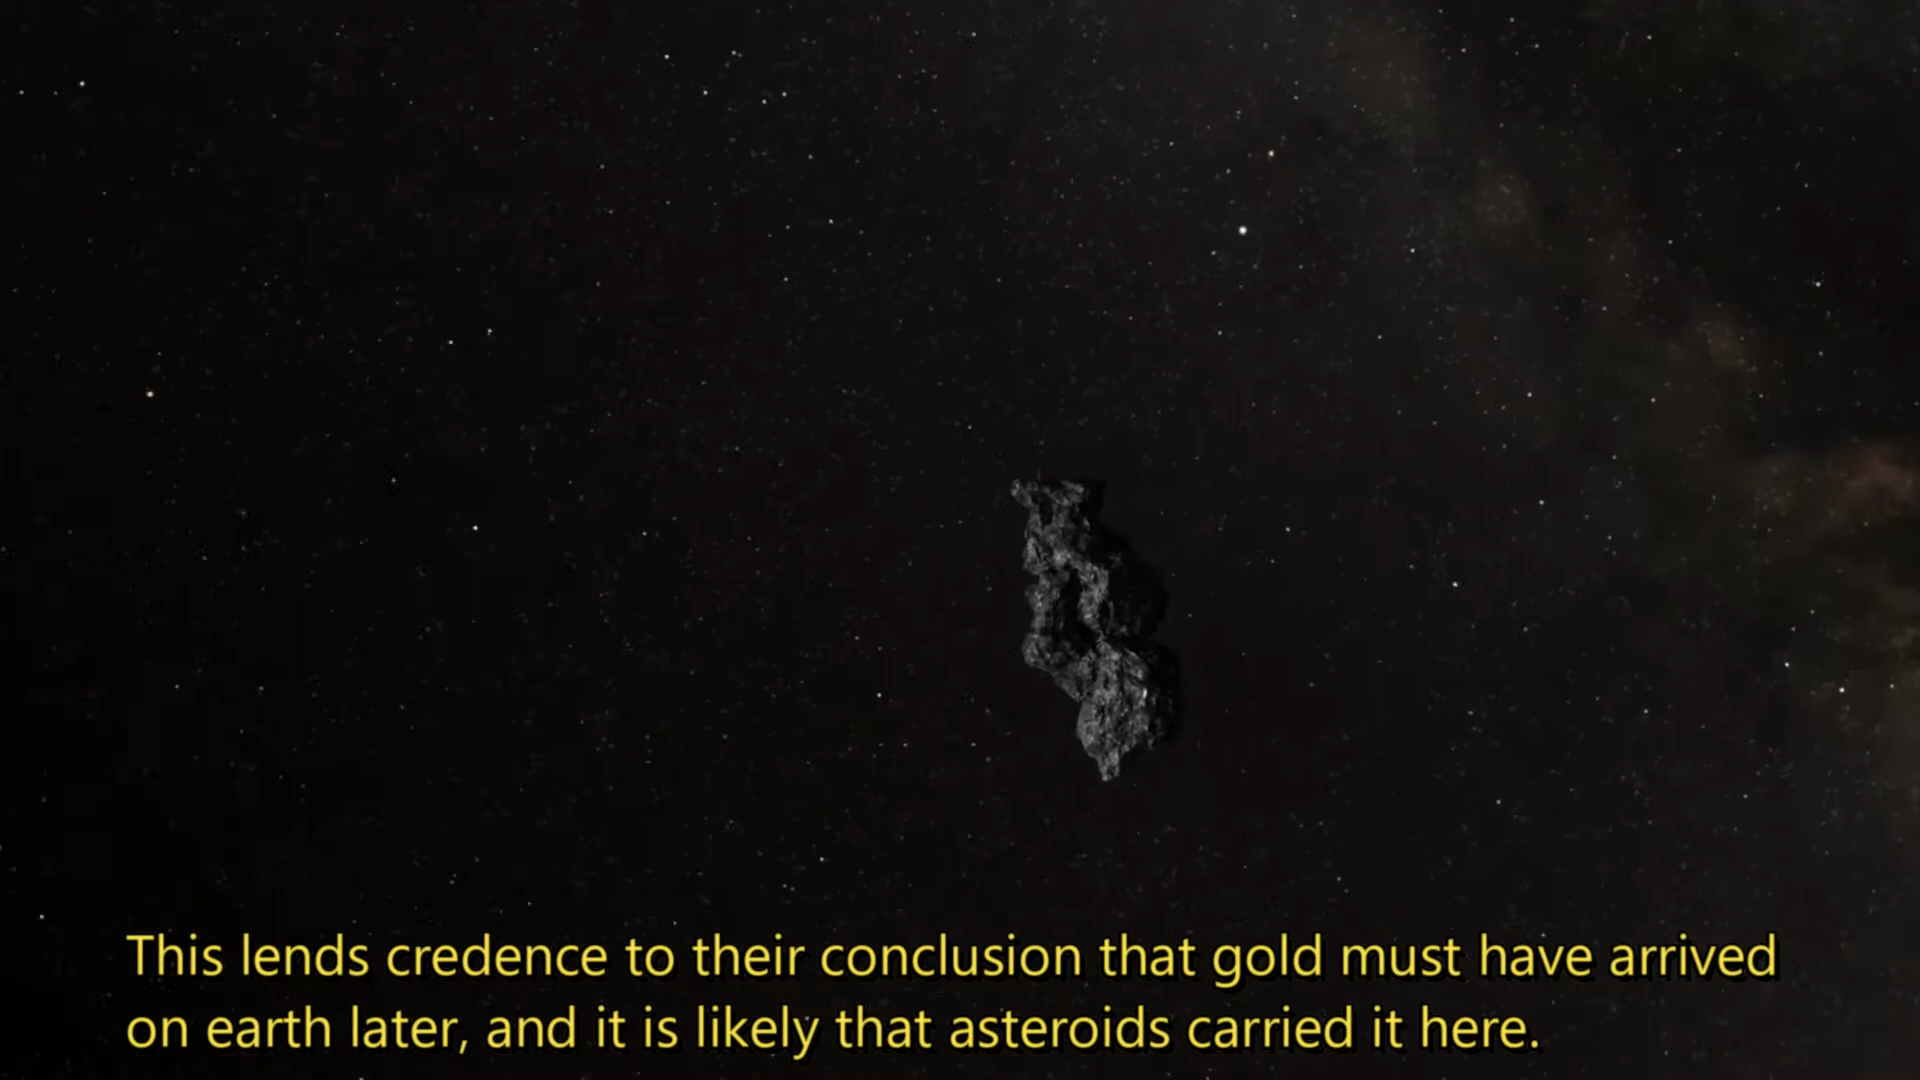 This lends credence to their conclusion that gold must have arrived
on earth later, and it is likely that asteroids carried it here.